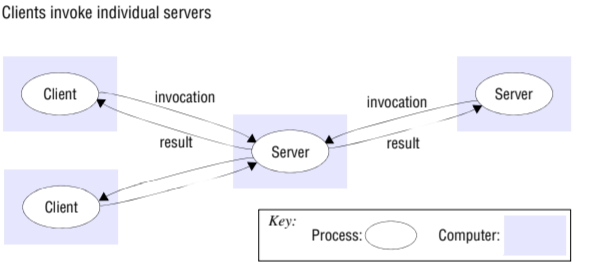 Clients invoke individual servers
Client
invocation
invocation
Server
result
Server
result
Client
Key:
Process:
Computer: